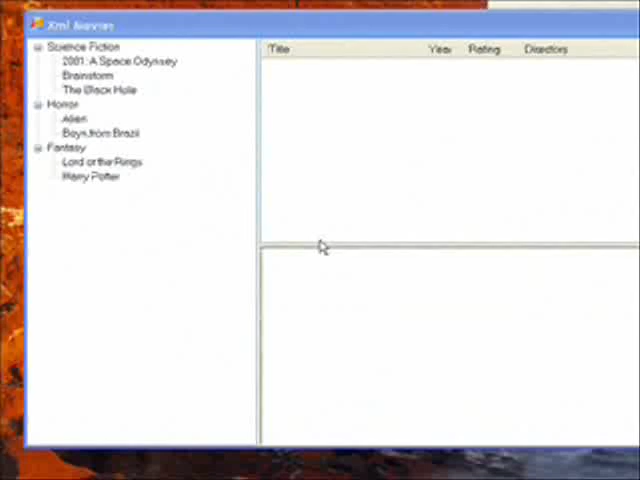 Xml Movies
Science Fiction
2001: A Space Odyssey
Brainstorm
The Black Hole
Horror
Alien
Boys from Brazil
Fantasy
Lord of the Rings
Harry Potter
Title Year Rating Directors